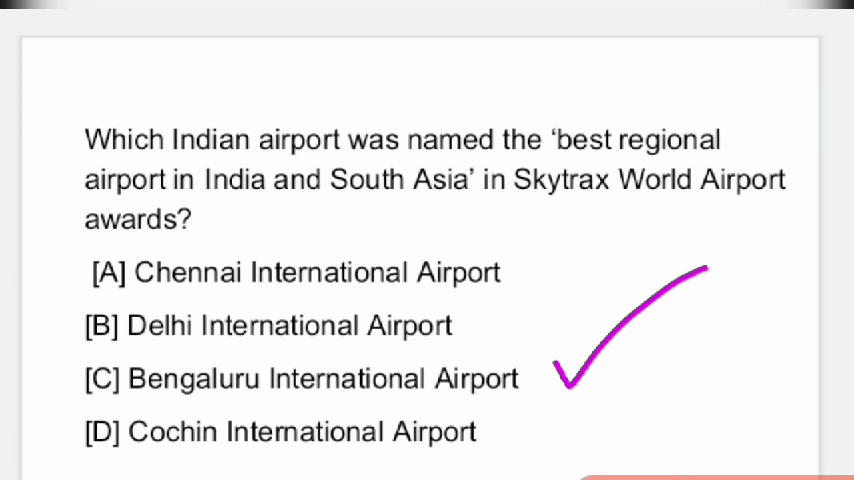 Which Indian airport was named the ‘best regional
airport in India and South Asia’ in Skytrax World Airport
awards?
[A] Chennai International Airport
[B] Delhi International Airport
[C] Bengaluru International Airport
[D] Cochin International Airport